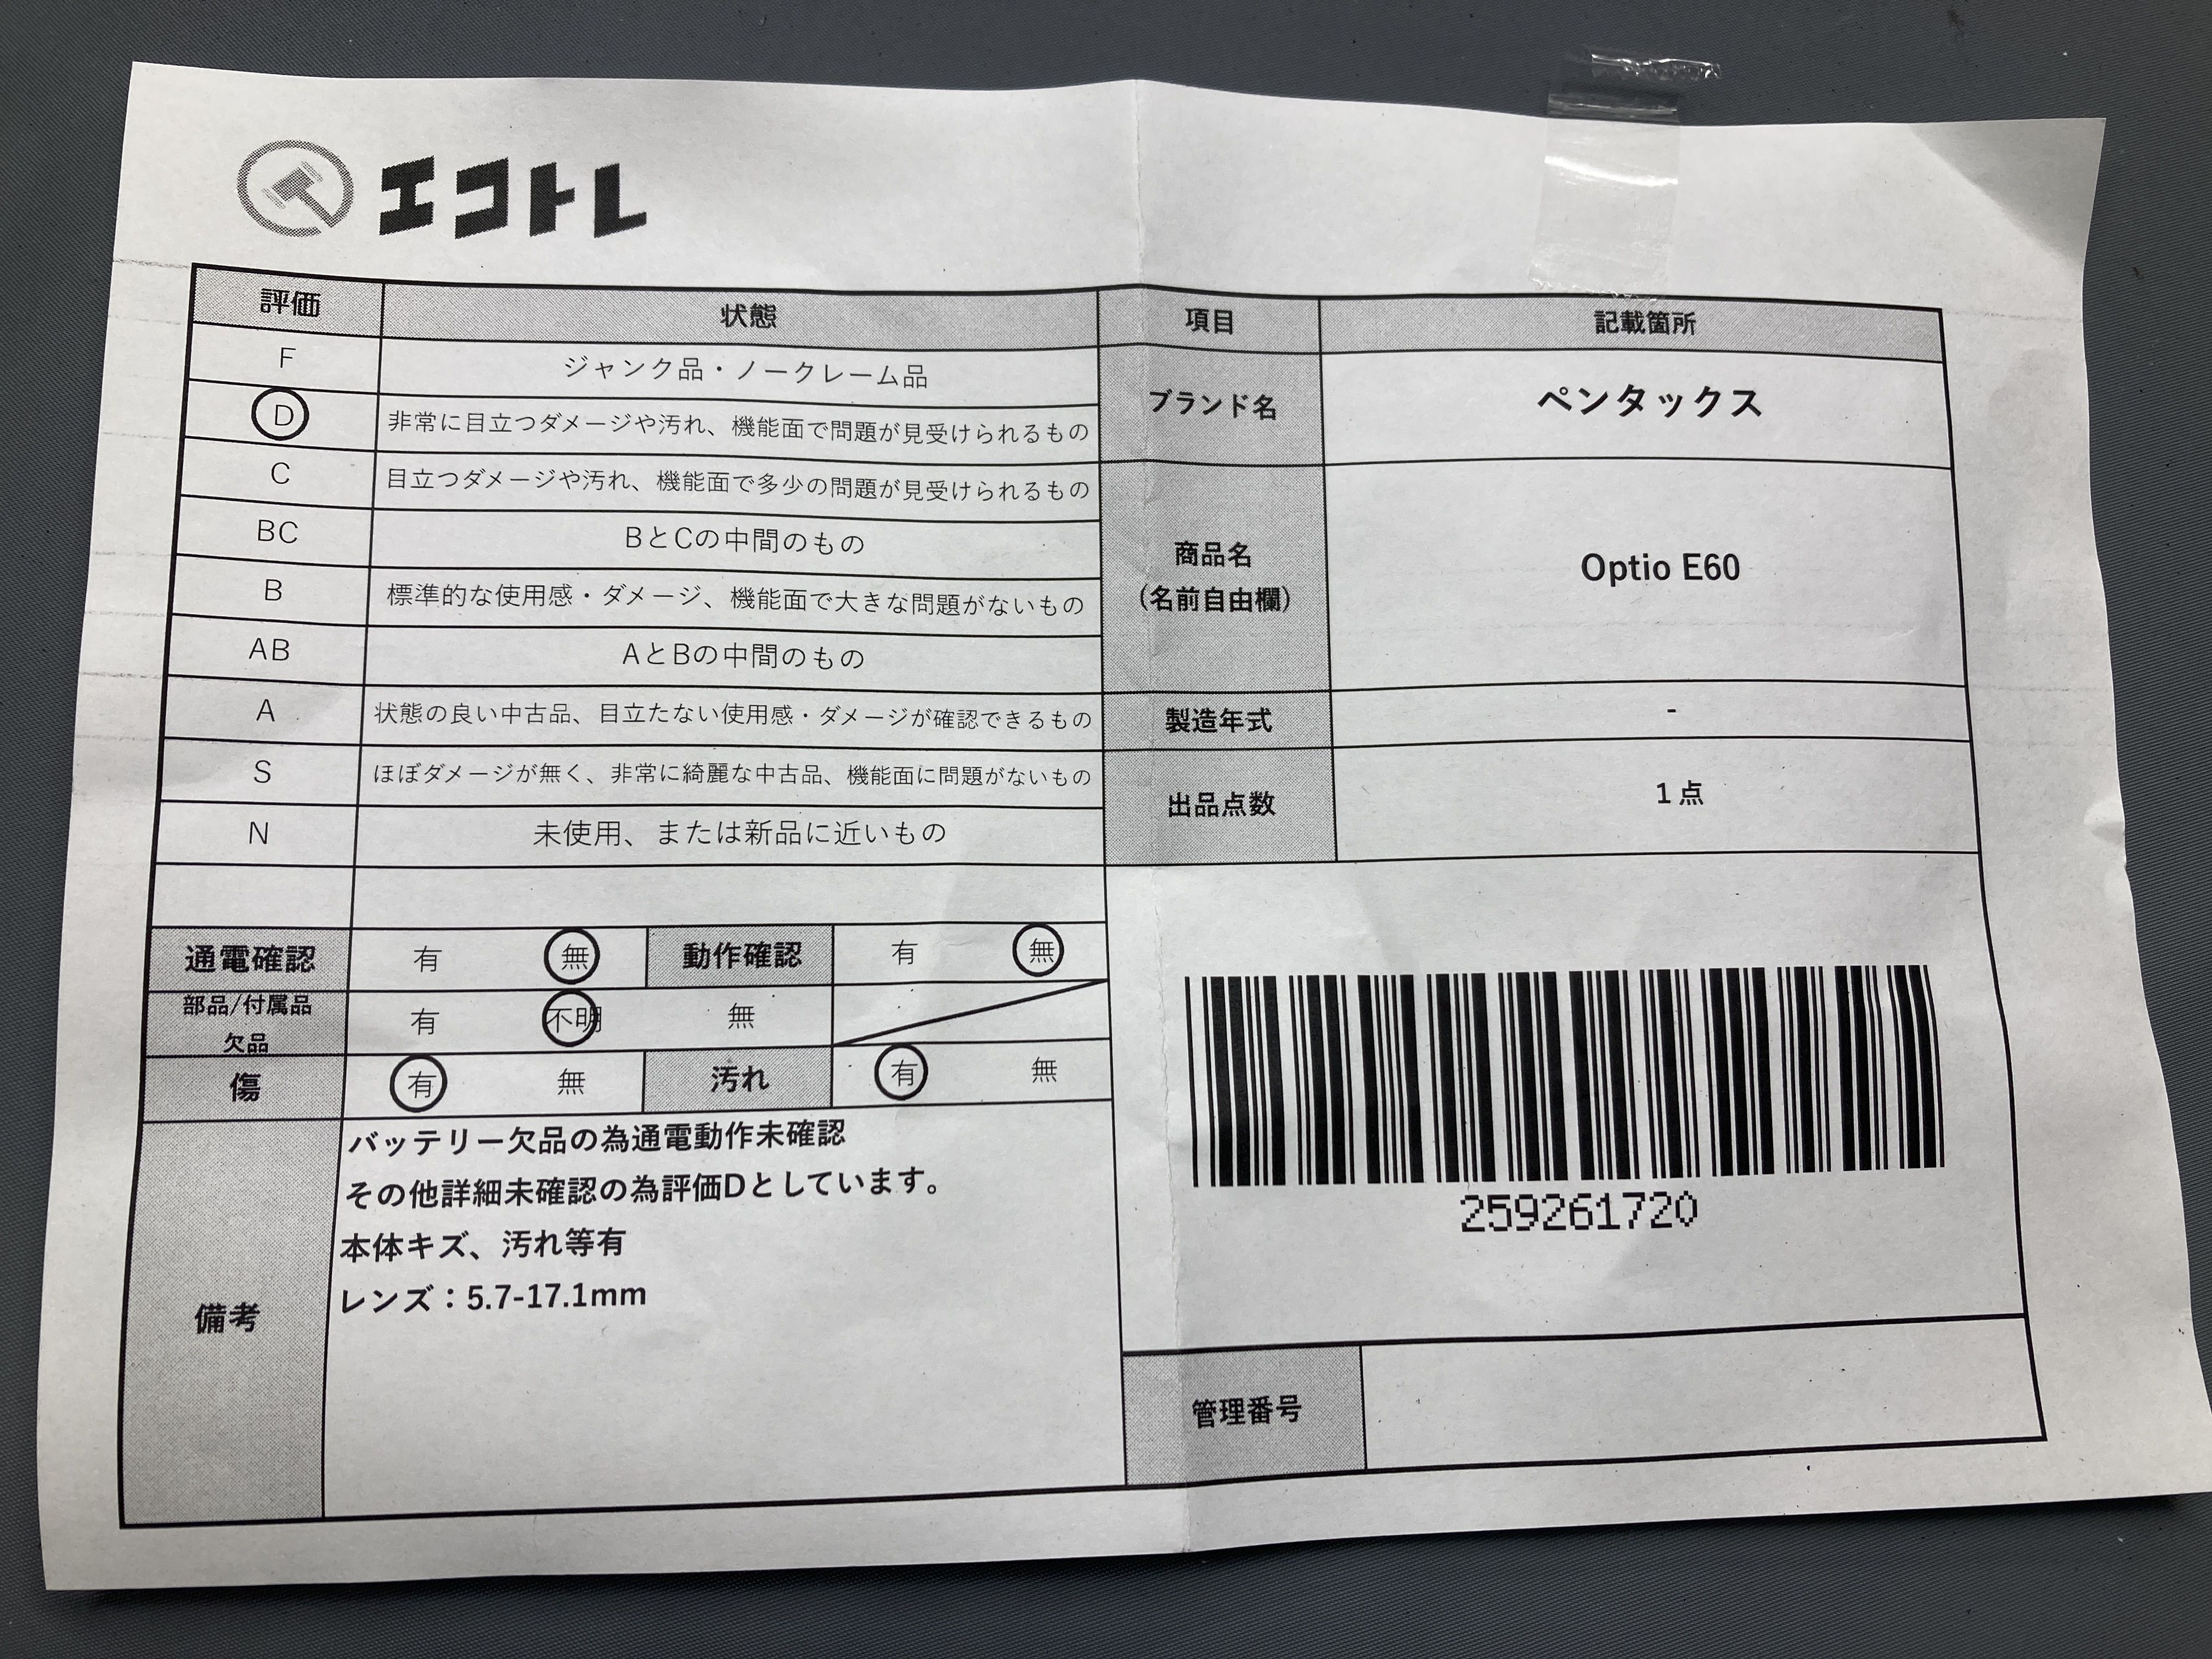 エコトレ
評価 状態
F ジャンク品・ノークレーム品
D 非常に目立つダメージや汚れ、機能面で問題が見受けられるもの
C 目立つダメージや汚れ、機能面で多少の問題が見受けられるもの
BC BとCの中間のもの
B 標準的な使用感・ダメージ、機能面で大きな問題がないもの
AB AとBの中間のもの
A 状態の良い中古品、目立たない使用感・ダメージが確認できるもの
S ほぼダメージが無く、非常に綺麗な中古品、機能面に問題がないもの
N 未使用、または新品に近いもの
通電確認 有 無 動作確認 有 無
部品/付属品
欠品 有 不明 無
傷 有 無 汚れ 有 無
備考
バッテリー欠品の為通電動作未確認
その他詳細未確認の為評価Dとしています。
本体キズ、汚れ等有
レンズ：5.7-17.1mm
項目 記載箇所
ブランド名 ペンタックス
商品名
（名前自由欄） Optio E60
製造年式 -
出品点数 1点
259261720
管理番号